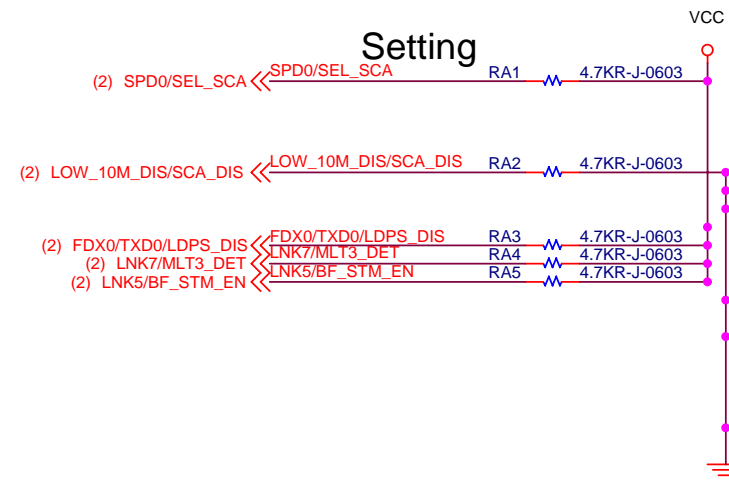 VCC
Setting
(2) SPD0/SEL_SCA SPD0/SEL_SCA RA1 4.7KR-J-0603
(2) LOW_10M_DIS/SCA_DIS LOW_10M_DIS/SCA_DIS RA2 4.7KR-J-0603
(2) FDX0/TXD0/LDPS_DIS FDX0/TXD0/LDPS_DIS RA3 4.7KR-J-0603
(2) LNK7/MLT3_DET LNK7/MLT3_DET RA4 4.7KR-J-0603
(2) LNK5/BF_STM_EN LNK5/BF_STM_EN RA5 4.7KR-J-0603